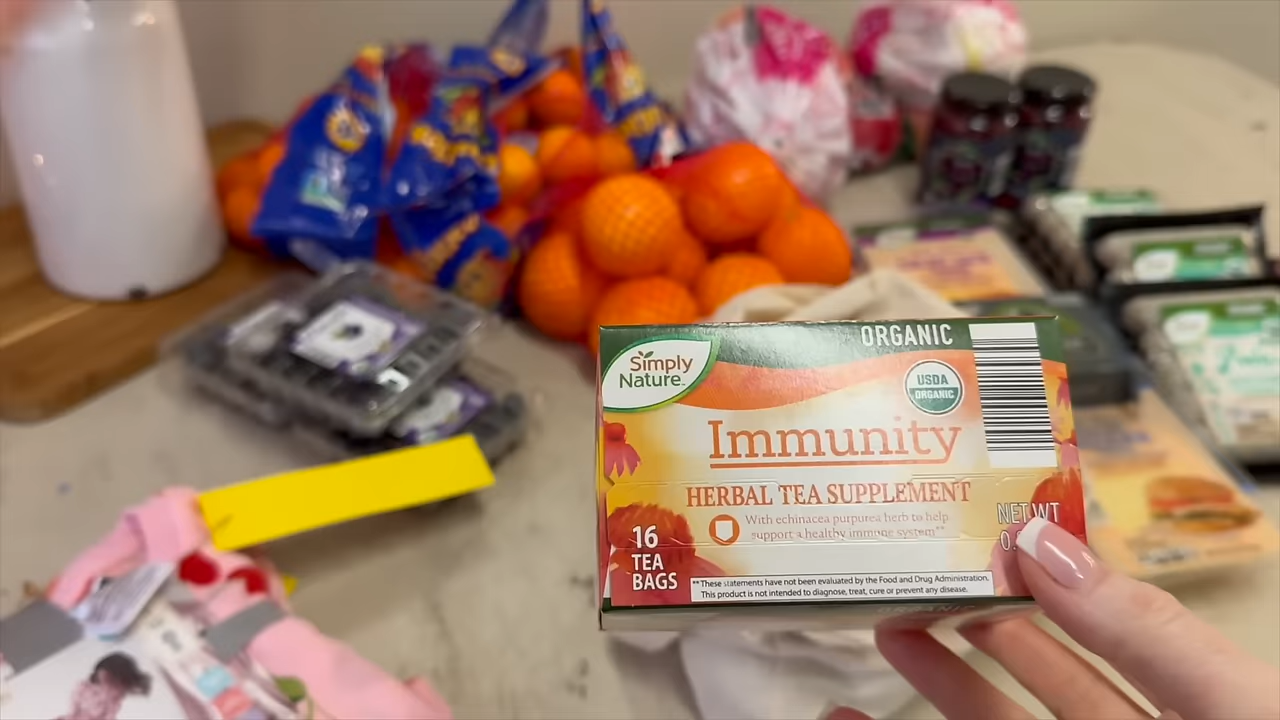 ORGANIC
Simply
Nature
USDA
ORGANIC
Immunity
HERBAL TEA SUPPLEMENT
With echinacea purpurea herb to help
support a healthy immune system**
NET WT
16
TEA
BAGS
**These statements have not been evaluated by the Food and Drug Administration.
This product is not intended to diagnose, treat, cure or prevent any disease.
ORGANIC